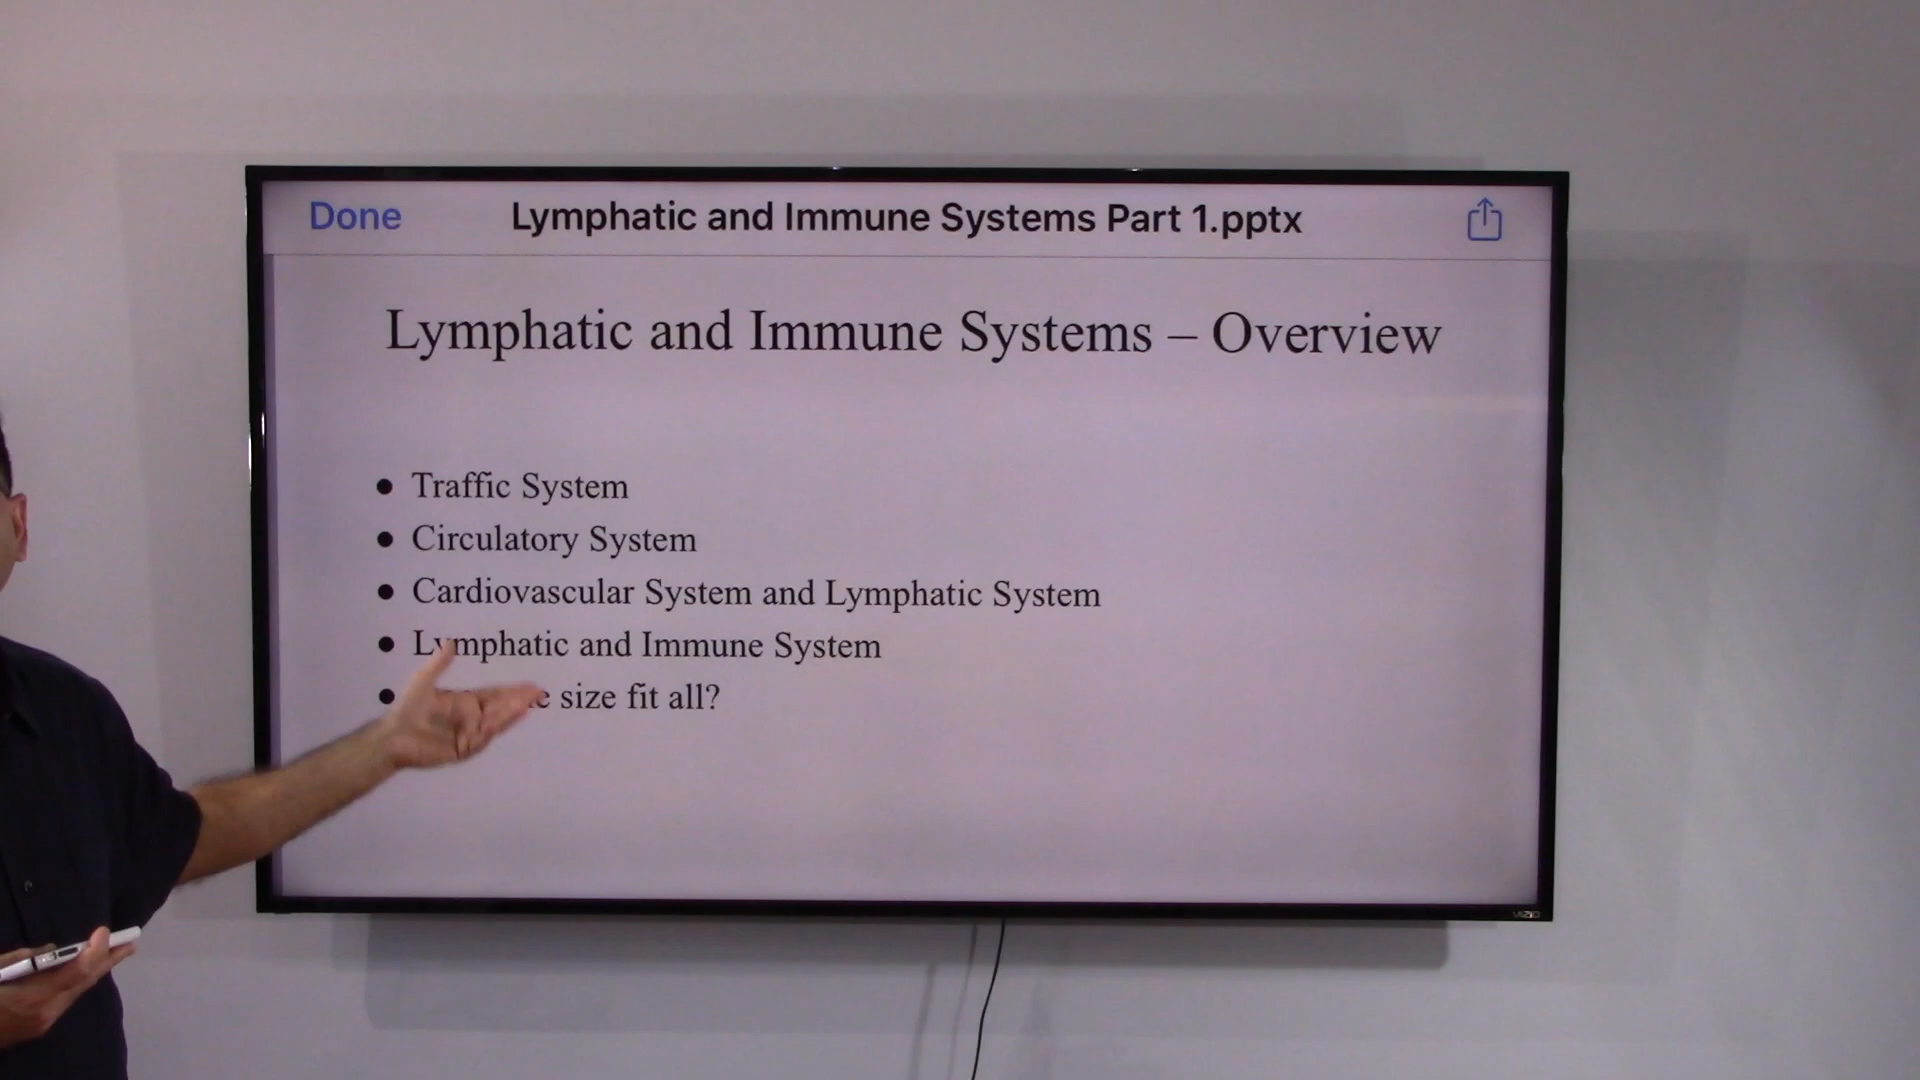 Done
Lymphatic and Immune Systems Part 1.pptx
Lymphatic and Immune Systems – Overview
● Traffic System
● Circulatory System
● Cardiovascular System and Lymphatic System
● Lymphatic and Immune System
● size fit all?
VIZIO